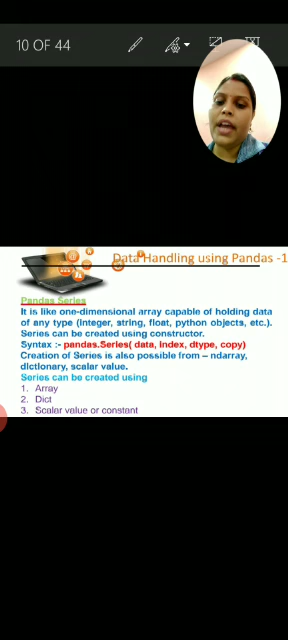 10 OF 44
Data Handling using Pandas -1
Pandas Series
It is like one-dimensional array capable of holding data
of any type (integer, string, float, python objects, etc.).
Series can be created using constructor.
Syntax :- pandas.Series( data, index, dtype, copy)
Creation of Series is also possible from – ndarray,
dictionary, scalar value.
Series can be created using
1. Array
2. Dict
3. Scalar value or constant